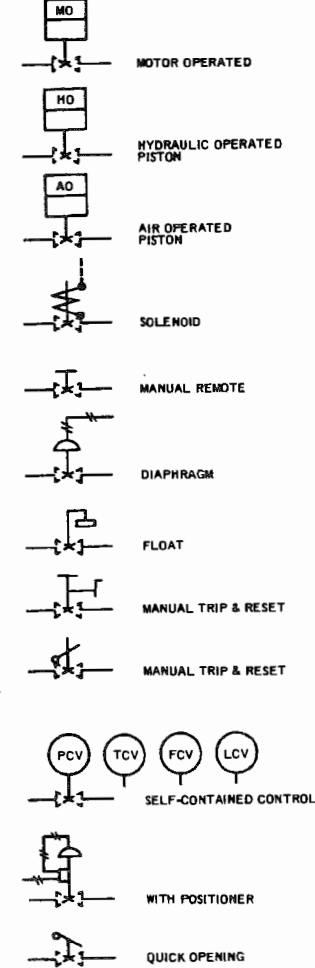 MO
MOTOR OPERATED
HO
HYDRAULIC OPERATED
PISTON
AO
AIR OPERATED
PISTON
SOLENOID
MANUAL REMOTE
DIAPHRAGM
FLOAT
MANUAL TRIP & RESET
MANUAL TRIP & RESET
PCV TCV FCV LCV
SELF-CONTAINED CONTROL
WITH POSITIONER
QUICK OPENING